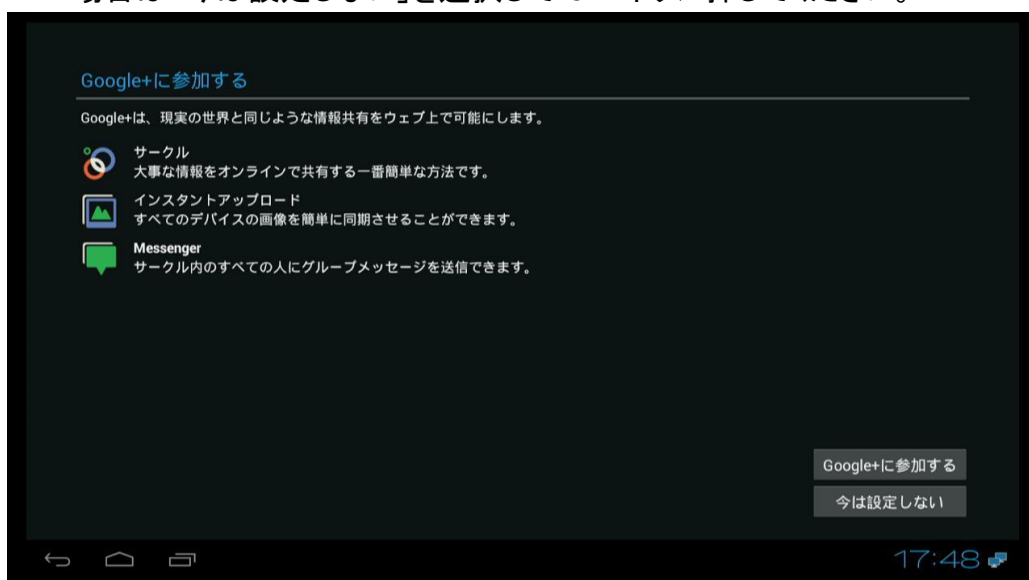 Google+に参加する
Google+は、現実の世界と同じような情報共有をウェブ上で可能にします。
サークル
大事な情報をオンラインで共有する一番簡単な方法です。
インスタントアップロード
すべてのデバイスの画像を簡単に同期させることができます。
Messenger
サークル内のすべての人にグループメッセージを送信できます。
Google+に参加する
今は設定しない
17:48